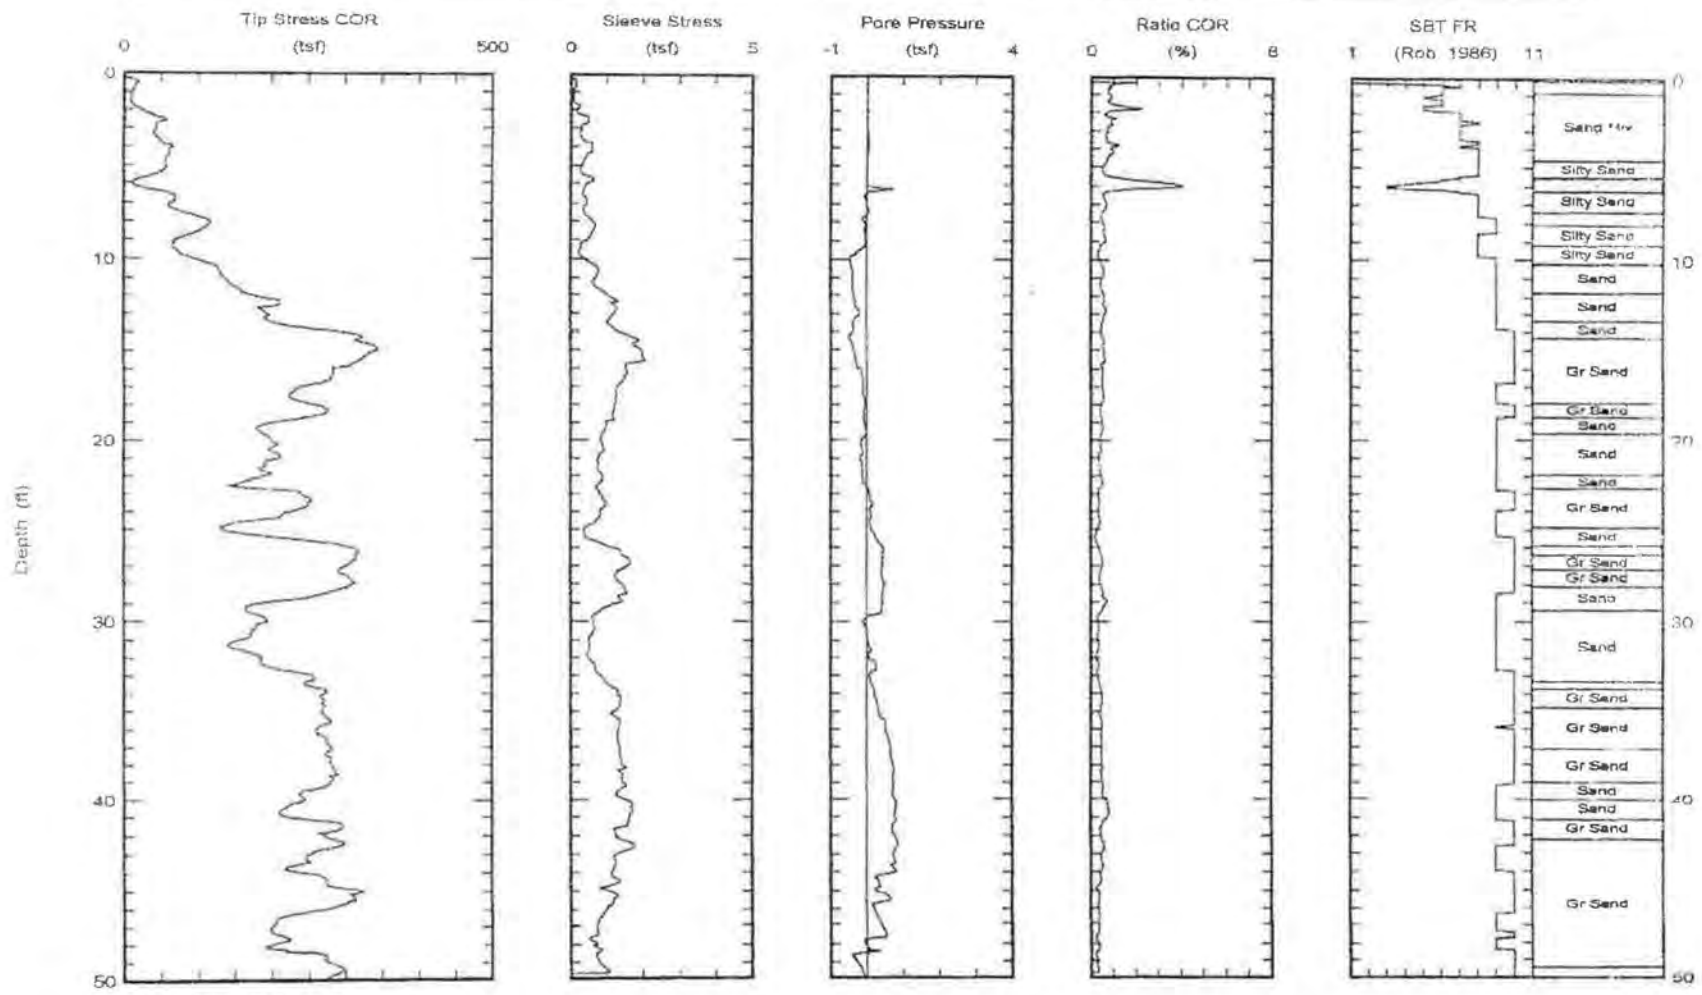 Tip Stress COR
(tsf)
0 500
Sleeve Stress
(tsf)
0 5
Pore Pressure
(tsf)
-1 4
Ratio COR
(%)
0 8
SBT FR
(Rob. 1986)
1 11
Depth (ft)
0
10
20
30
40
50
Sand Mix
Silty Sand
Silty Sand
Silty Sand
Silty Sand
Sand
Sand
Sand
Gr Sand
Gr Sand
Sand
Sand
Sand
Gr Sand
Sand
Gr Sand
Gr Sand
Sand
Sand
Gr Sand
Gr Sand
Gr Sand
Sand
Sand
Gr Sand
Gr Sand
0
10
20
30
40
50